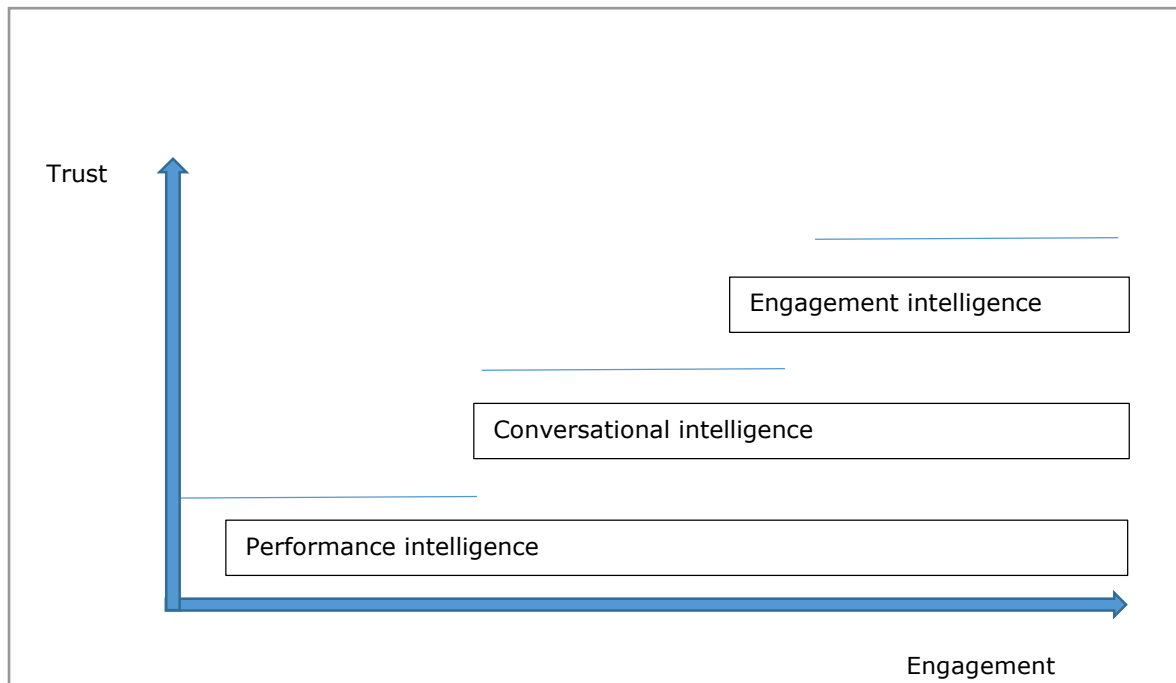 Trust
Engagement intelligence
Conversational intelligence
Performance intelligence
Engagement